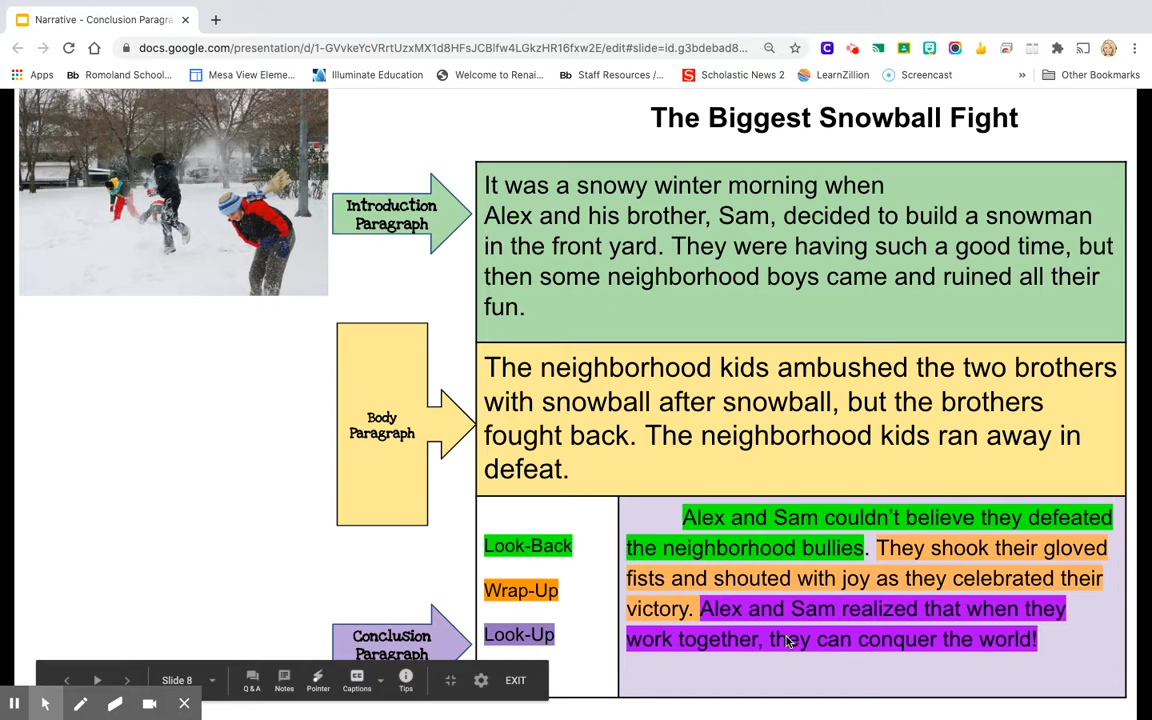 Narrative - Conclusion Paragra
docs.google.com/presentation/d/1-GVvkeYcVRrtUzxMX1d8HFsJCBlfw4LGkzHR16fxw2E/edit#slide=id.g3bdebad8...
Apps
Bb Romoland School...
Mesa View Eleme...
Illuminate Education
Welcome to Renai...
Bb Staff Resources /...
S Scholastic News 2
LearnZillion
Screencast
»
Other Bookmarks
The Biggest Snowball Fight
Introduction
Paragraph
It was a snowy winter morning when
Alex and his brother, Sam, decided to build a snowman
in the front yard. They were having such a good time, but
then some neighborhood boys came and ruined all their
fun.
Body
Paragraph
The neighborhood kids ambushed the two brothers
with snowball after snowball, but the brothers
fought back. The neighborhood kids ran away in
defeat.
Conclusion
Paragraph
Look-Back
Wrap-Up
Look-Up
Alex and Sam couldn't believe they defeated
the neighborhood bullies. They shook their gloved
fists and shouted with joy as they celebrated their
victory. Alex and Sam realized that when they
work together, they can conquer the world!
Slide 8
Q & A
Notes
Pointer
Captions
Tips
EXIT